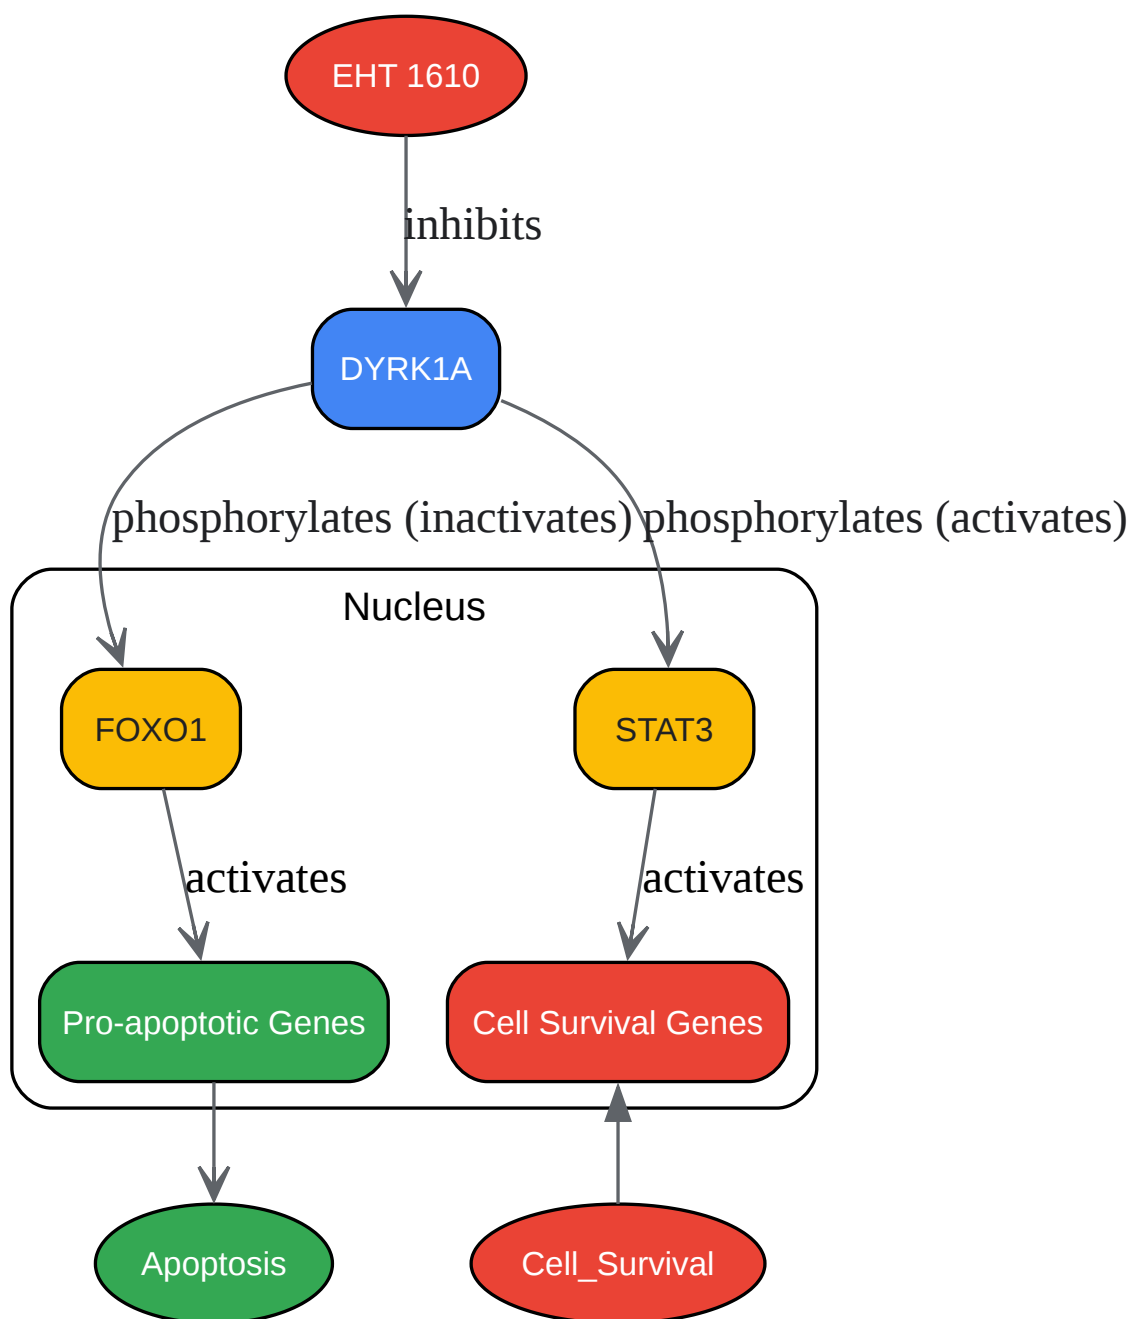 EHT 1610
inhibits
DYRK1A
phosphorylates (inactivates)
phosphorylates (activates)
Nucleus
FOXO1
STAT3
activates
activates
Pro-apoptotic Genes
Cell Survival Genes
Apoptosis
Cell_Survival